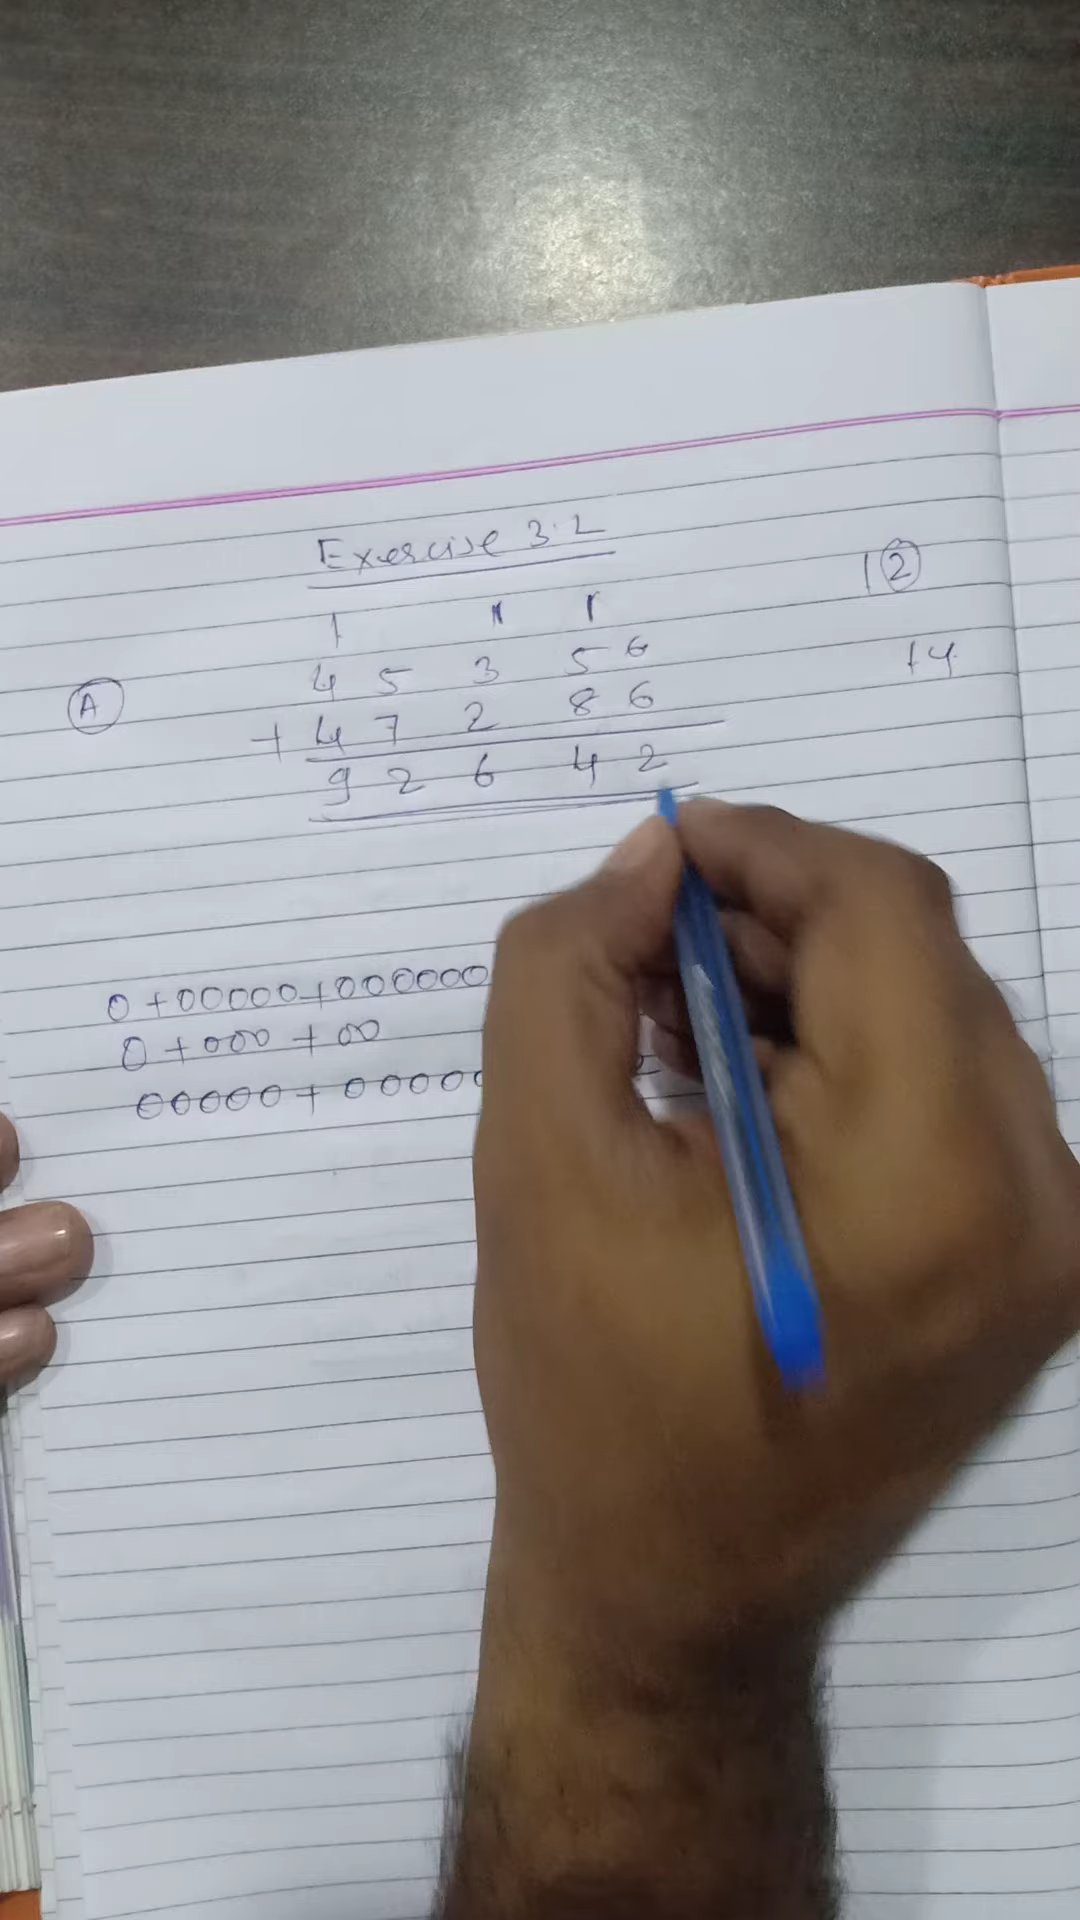 Exercise 3.2
1 1 1
12
4 5 3 5 6
14
A
+ 4 7 2 8 6
9 2 6 4 2
0 + 00000 + 000000
0 + 000 + 00
00000 + 0000